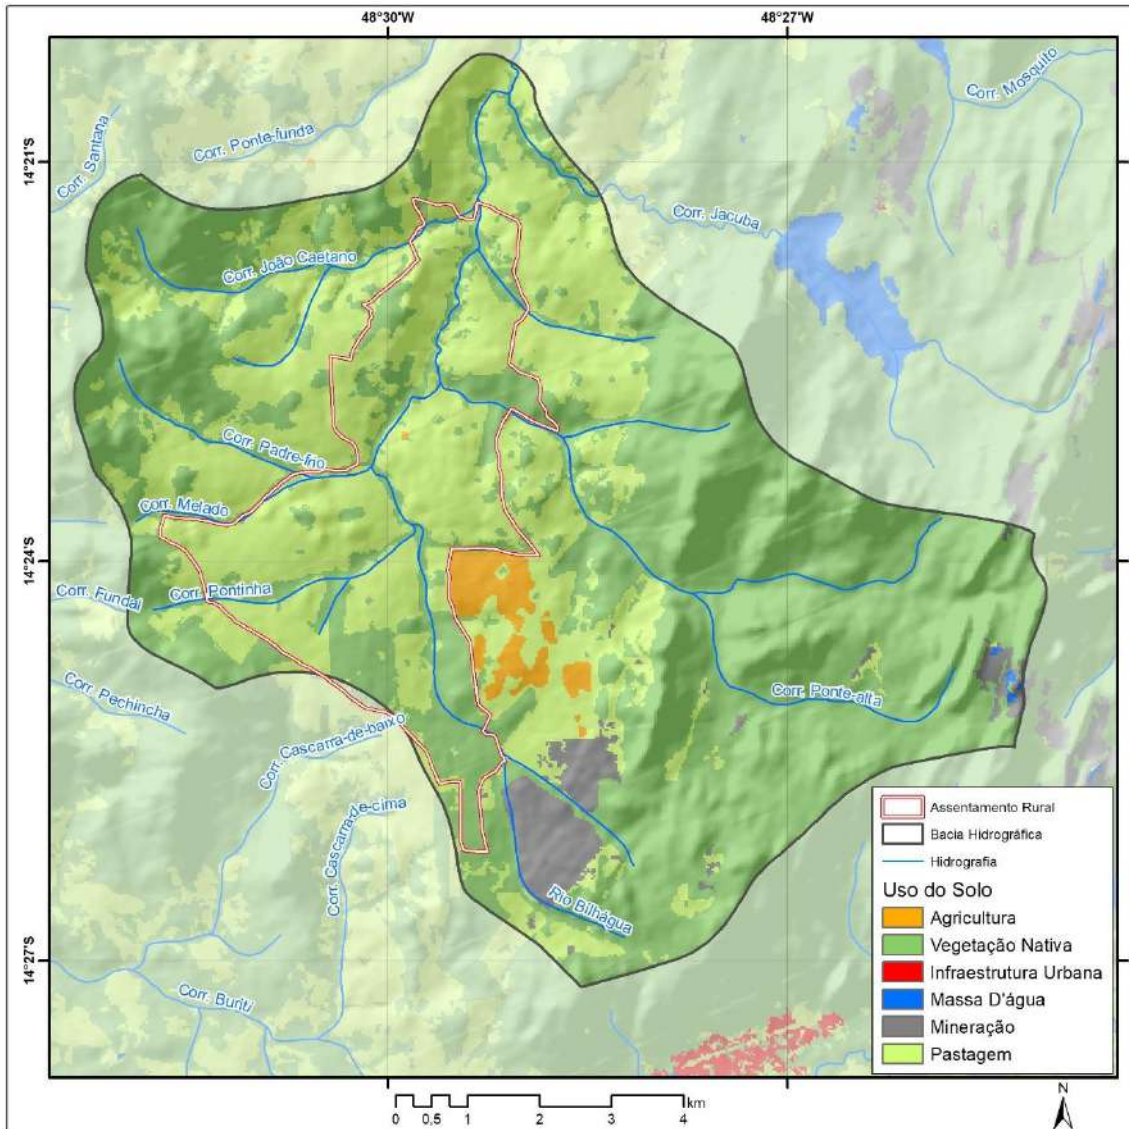 48°30'W
48°27'W
14°21'S
14°24'S
14°27'S
Corr. Mosquito
Corr. Ponte-funda
Corr. Santana
Corr. Jacuba
Corr. João Caetano
Corr. Padre-frio
Corr. Melado
Corr. Pontinha
Corr. Fundal
Corr. Pechincha
Corr. Cascarra-de-baixo
Corr. Cascarra-de-cima
Corr. Ponte-alta
Rio Bilhágua
Corr. Buriti
Assentamento Rural
Bacia Hidrográfica
Hidrografia
Uso do Solo
Agricultura
Vegetação Nativa
Infraestrutura Urbana
Massa D'água
Mineração
Pastagem
km
0 0,5 1 2 3 4
N